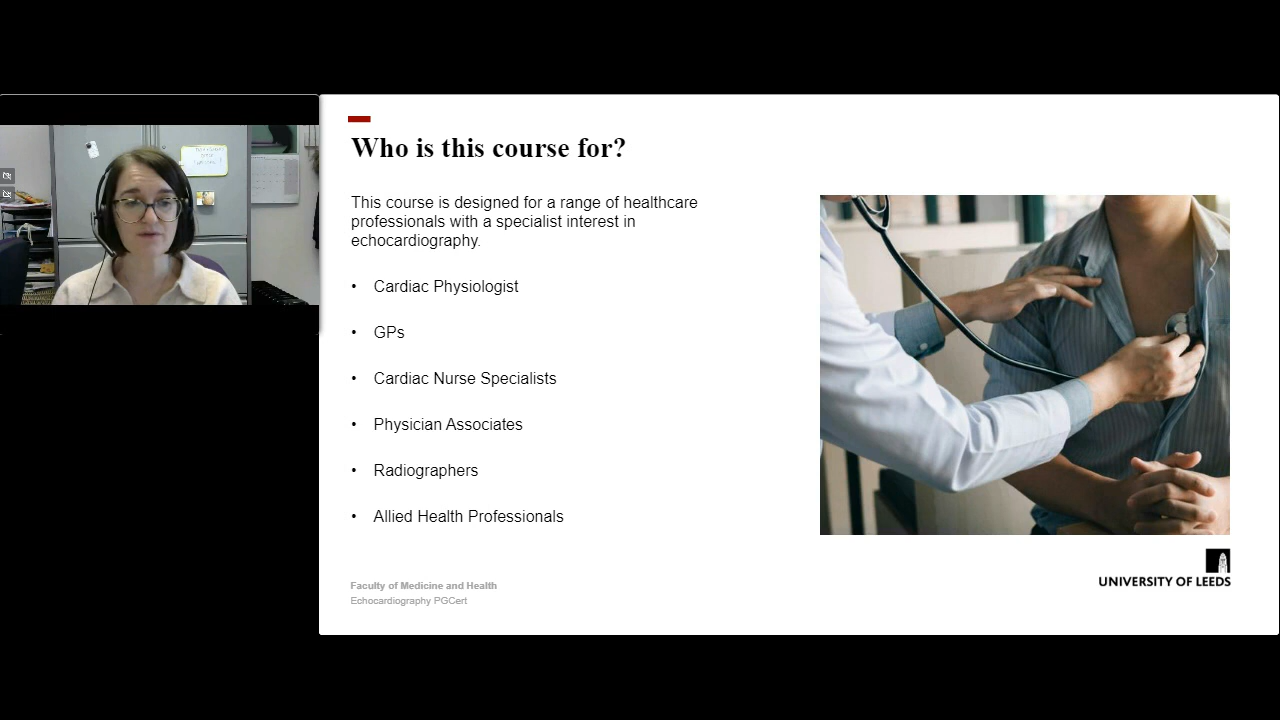 Who is this course for?
This course is designed for a range of healthcare
professionals with a specialist interest in
echocardiography.
• Cardiac Physiologist
• GPs
• Cardiac Nurse Specialists
• Physician Associates
• Radiographers
• Allied Health Professionals
Faculty of Medicine and Health
Echocardiography PGCert
UNIVERSITY OF LEEDS